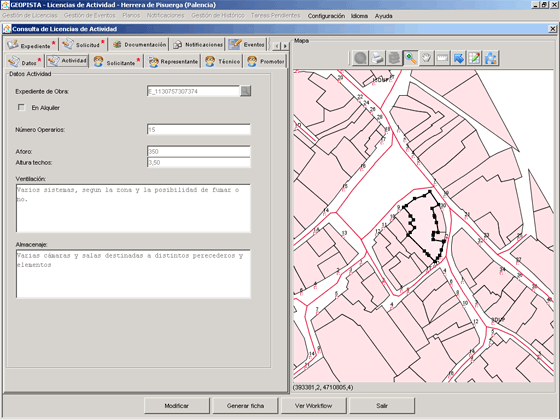 GEOPISTA - Licencias de Actividad - Herrera de Pisuerga (Palencia)
Plano de Licencias Gestión de Licencias Gestión de Eventos Planos Gestión de Histórico Tareas Pendientes Configuración Idioma Ayuda
Consulta de Licencias de Actividad
Expediente * Solicitud * Documentación Notificaciones Eventos
Datos * Actividad Solicitante * Representante Técnico Promotor
Datos Actividad
Expediente de Obra: E_1130757307374
En Alquiler
Número Operarios: 15
Aforo: 350
Altura techos: 3,50
Ventilación:
Varios sistemas, segun la zona y la posibilidad de fumar o
no.
Almacenaje:
Varias cámaras y salas destinadas a distintos perecederos y
elementos
Mapa
(393381,2, 4710805,4)
Modificar Generar ficha Ver Workflow Salir